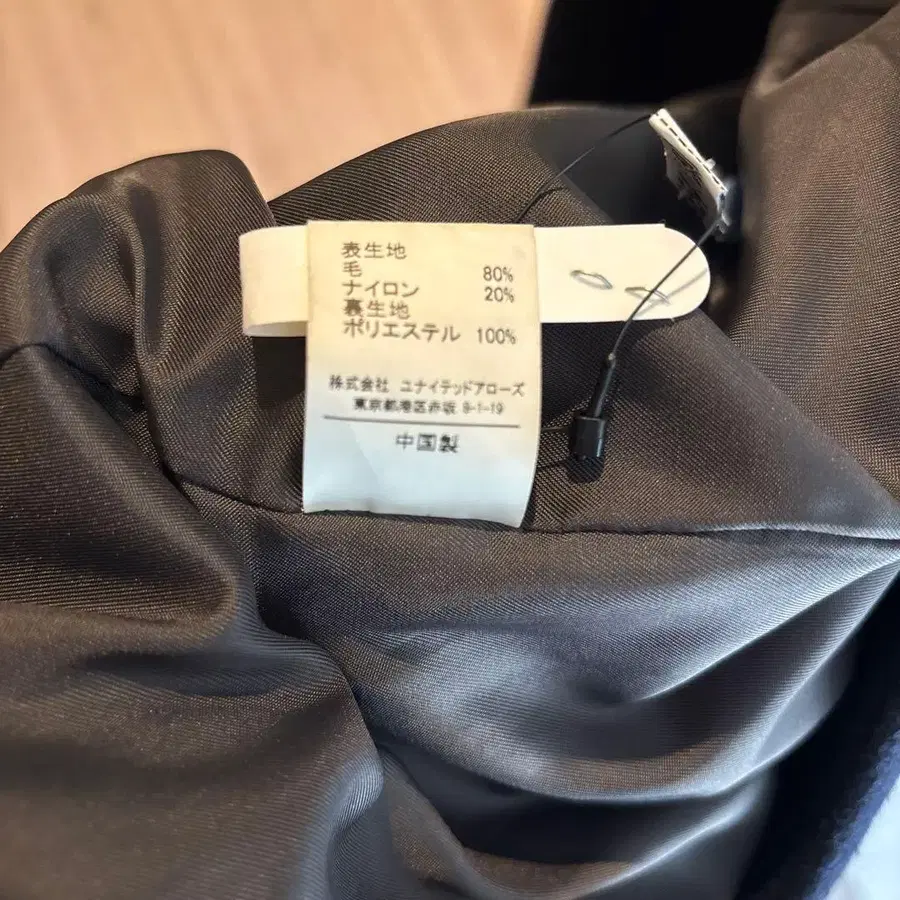 表生地
毛 80%
ナイロン 20%
裏生地
ポリエステル 100%
株式会社 ユナイテッドアローズ
東京都港区赤坂 8-1-19
中国製